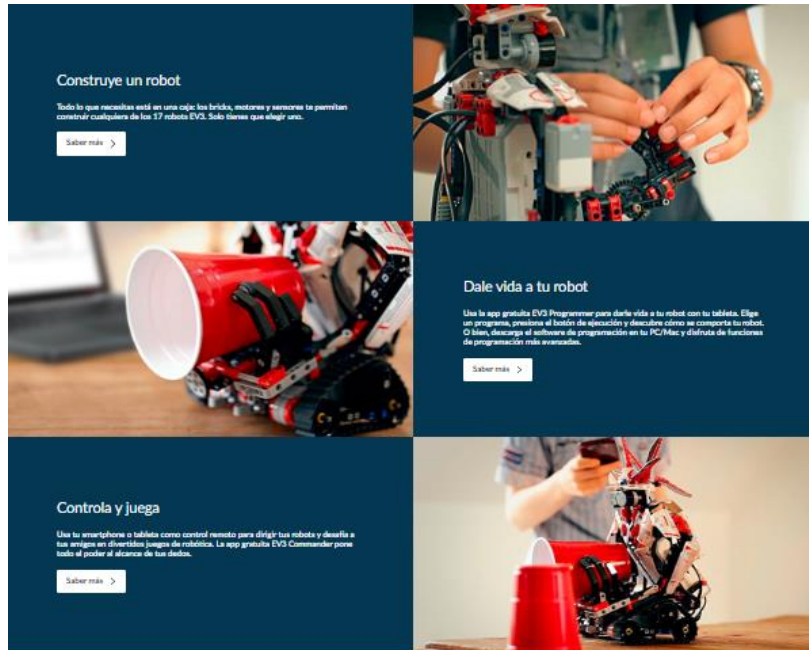 Construye un robot
Todo lo que necesitas está en una caja: los bricks, motores y sensores te permiten
construir cualquiera de los 17 robots EV3. Solo tienes que elegir uno.
Saber más
Dale vida a tu robot
Usa la app gratuita EV3 Programmer para darle vida a tu robot con tu tableta. Elige
un programa, presiona el botón de ejecución y descubre cómo se comporta tu robot.
O bien, descarga el software de programación en tu PC/Mac y disfruta de funciones
de programación más avanzadas.
Saber más
Controla y juega
Usa tu smartphone o tableta como control remoto para dirigir tus robots y desafía a
tus amigos en divertidos juegos de robótica. La app gratuita EV3 Commander pone
todo el poder al alcance de tus dedos.
Saber más